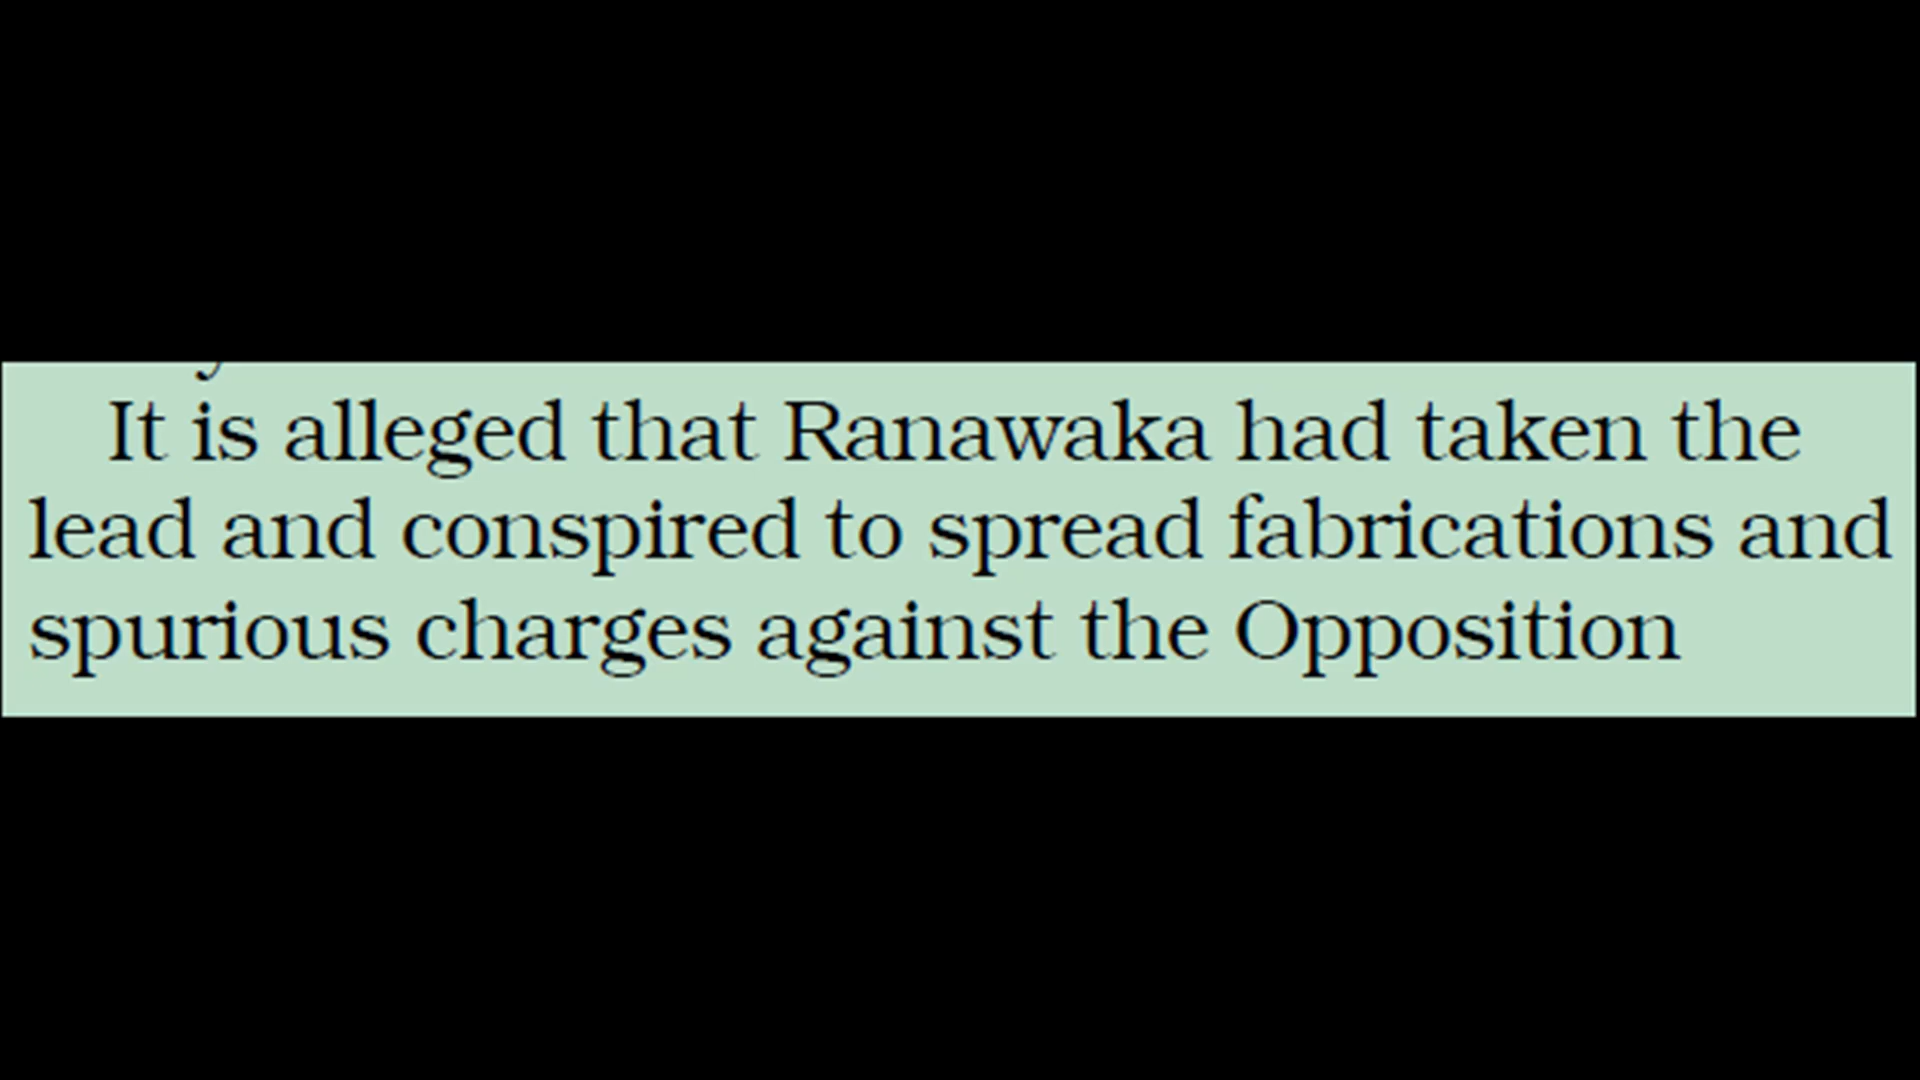 It is alleged that Ranawaka had taken the
lead and conspired to spread fabrications and
spurious charges against the Opposition